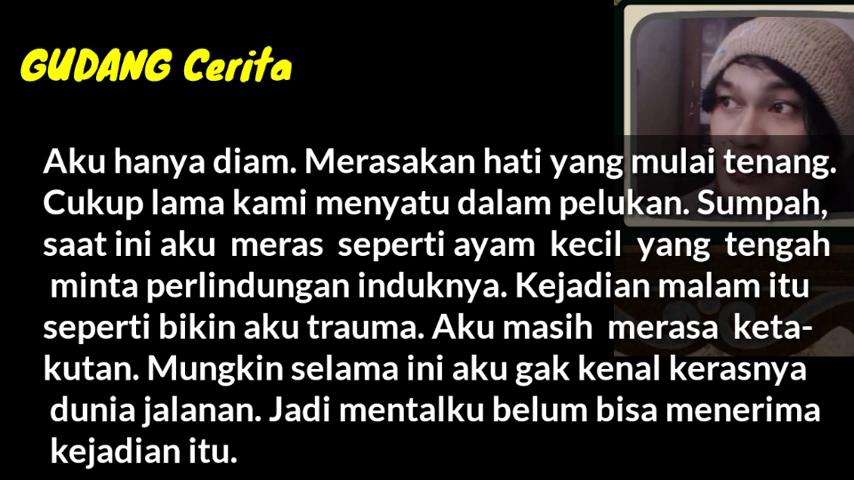 GUDANG Cerita
Aku hanya diam. Merasakan hati yang mulai tenang.
Cukup lama kami menyatu dalam pelukan. Sumpah,
saat ini aku meras seperti ayam kecil yang tengah
minta perlindungan induknya. Kejadian malam itu
seperti bikin aku trauma. Aku masih merasa keta-
kutan. Mungkin selama ini aku gak kenal kerasnya
dunia jalanan. Jadi mentalku belum bisa menerima
kejadian itu.